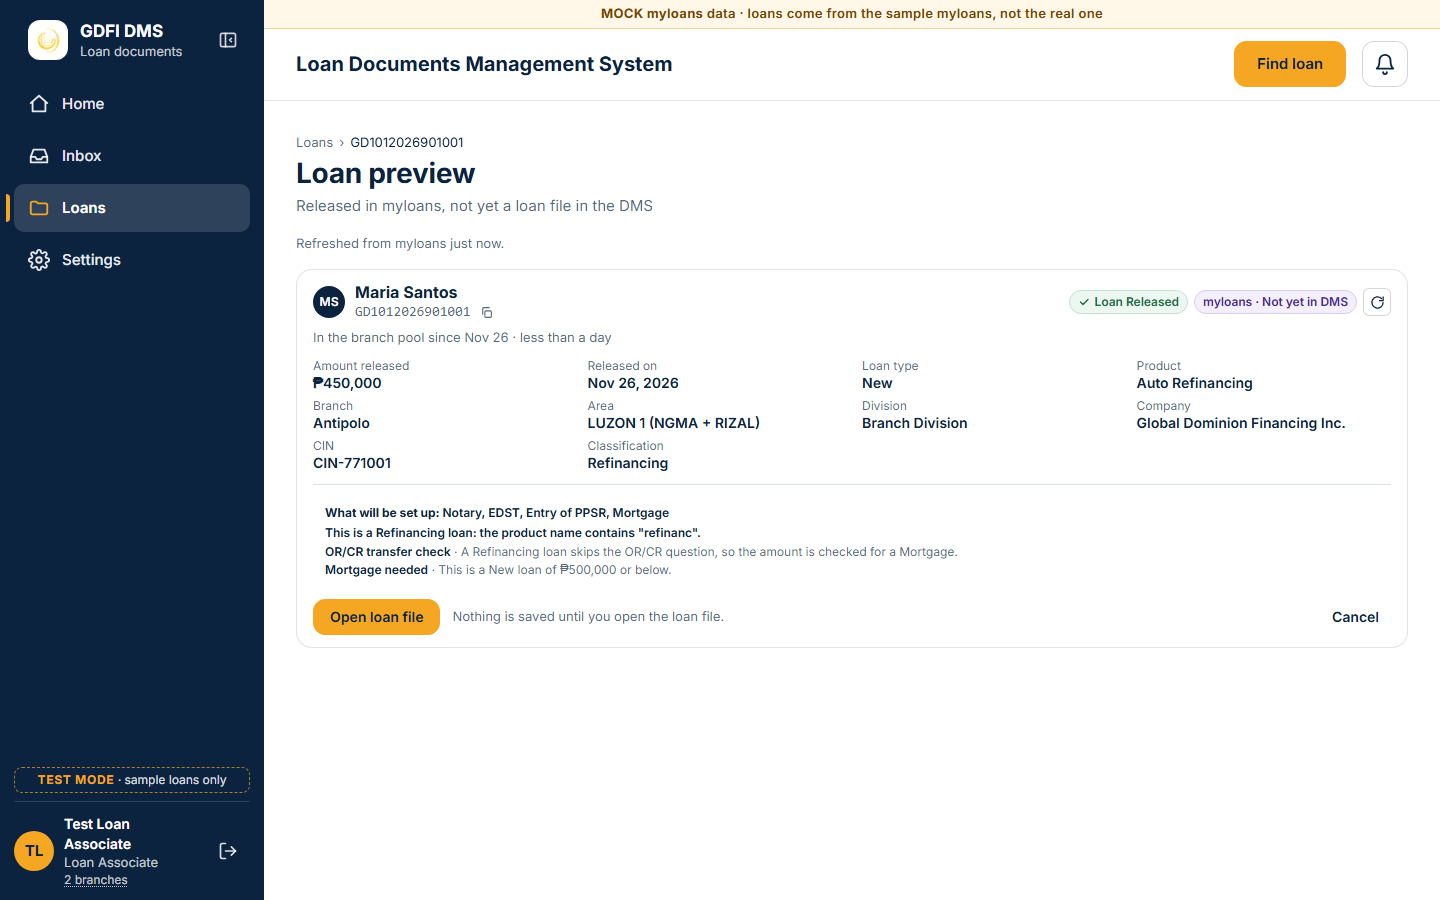 GDFI DMS
Loan documents
Home
Inbox
Loans
Settings
TEST MODE · sample loans only
TL
Test Loan Associate
Loan Associate
2 branches
MOCK myloans data · loans come from the sample myloans, not the real one
Loan Documents Management System
Find loan
Loans › GD1012026901001
Loan preview
Released in myloans, not yet a loan file in the DMS
Refreshed from myloans just now.
MS
Maria Santos
GD1012026901001
Loan Released
myloans · Not yet in DMS
In the branch pool since Nov 26 · less than a day
Amount released
₱450,000
Released on
Nov 26, 2026
Loan type
New
Product
Auto Refinancing
Branch
Antipolo
Area
LUZON 1 (NGMA + RIZAL)
Division
Branch Division
Company
Global Dominion Financing Inc.
CIN
CIN-771001
Classification
Refinancing
What will be set up: Notary, EDST, Entry of PPSR, Mortgage
This is a Refinancing loan: the product name contains "refinanc".
OR/CR transfer check · A Refinancing loan skips the OR/CR question, so the amount is checked for a Mortgage.
Mortgage needed · This is a New loan of ₱500,000 or below.
Open loan file
Nothing is saved until you open the loan file.
Cancel